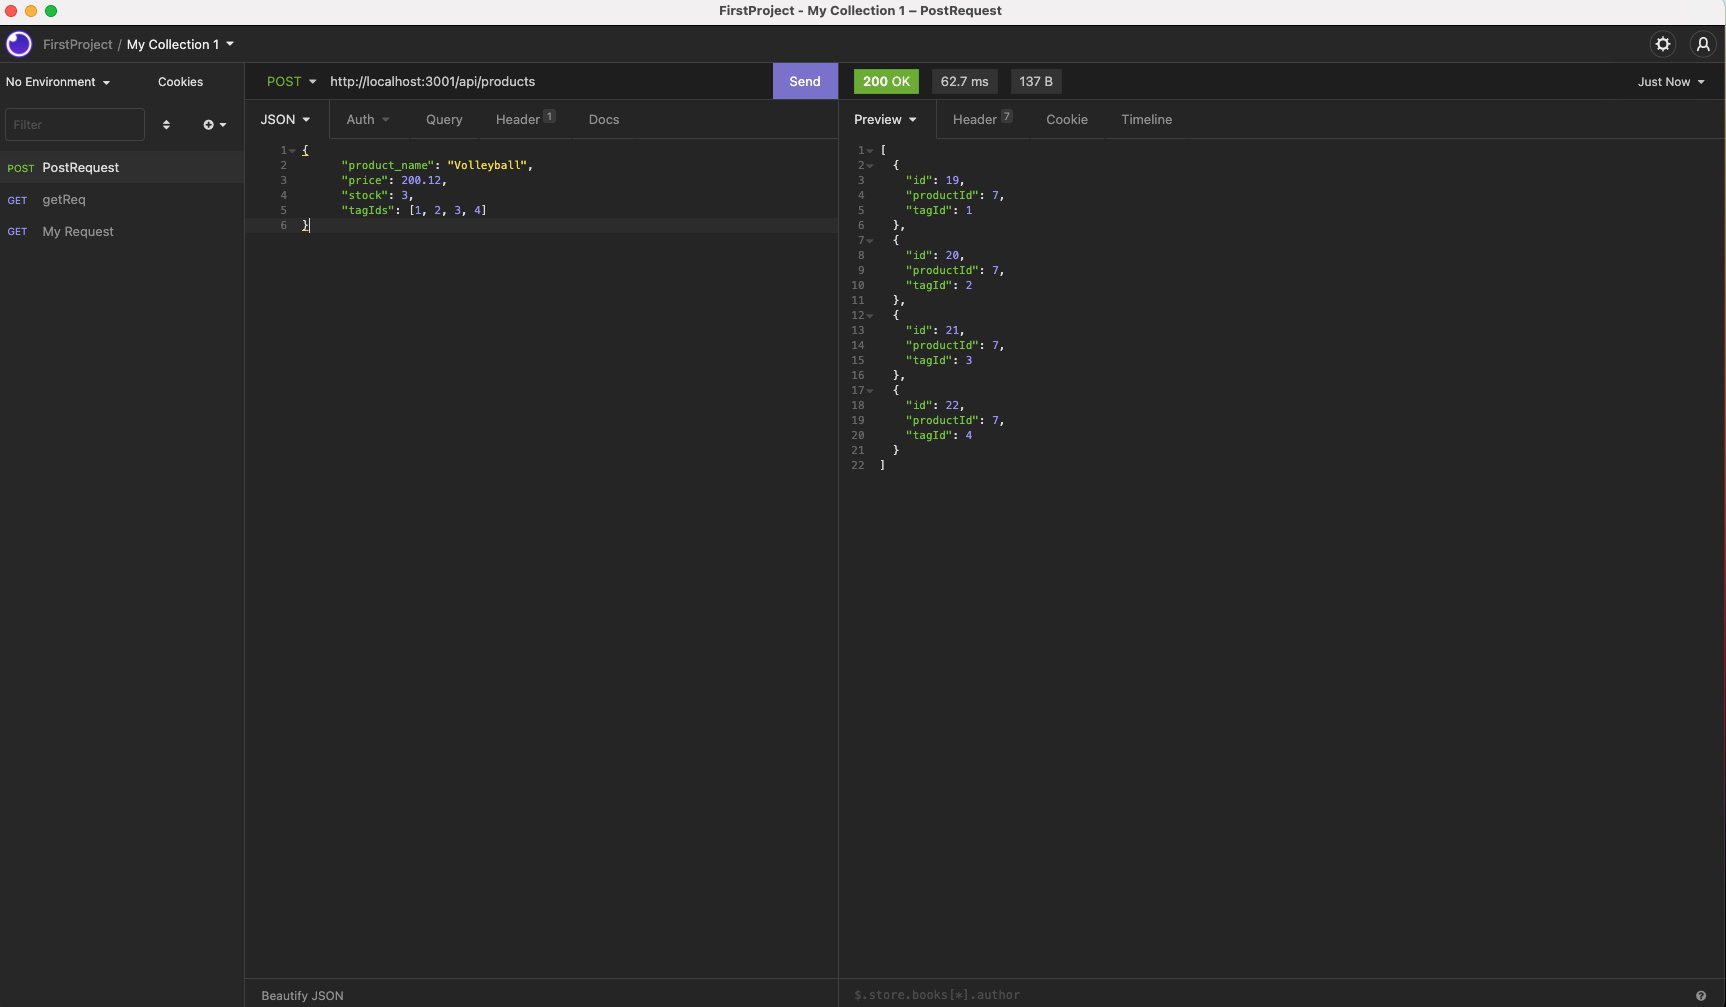 FirstProject - My Collection 1 – PostRequest
FirstProject / My Collection 1
No Environment
Cookies
POST
http://localhost:3001/api/products
Send
200 OK
62.7 ms
137 B
Just Now
Filter
JSON
Auth
Query
Header 1
Docs
Preview
Header 7
Cookie
Timeline
POST PostRequest
GET getReq
GET My Request
1 {
2 "product_name": "Volleyball",
3 "price": 200.12,
4 "stock": 3,
5 "tagIds": [1, 2, 3, 4]
6 }
1 [
2 {
3 "id": 19,
4 "productId": 7,
5 "tagId": 1
6 },
7 {
8 "id": 20,
9 "productId": 7,
10 "tagId": 2
11 },
12 {
13 "id": 21,
14 "productId": 7,
15 "tagId": 3
16 },
17 {
18 "id": 22,
19 "productId": 7,
20 "tagId": 4
21 }
22 ]
Beautify JSON
$.store.books[*].author
?